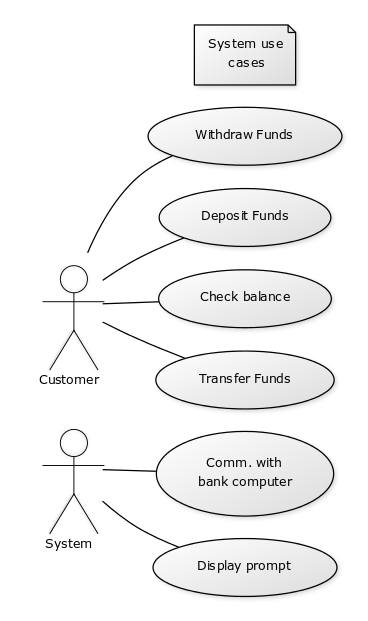 System use
cases
Withdraw Funds
Deposit Funds
Check balance
Transfer Funds
Customer
Comm. with
bank computer
System
Display prompt